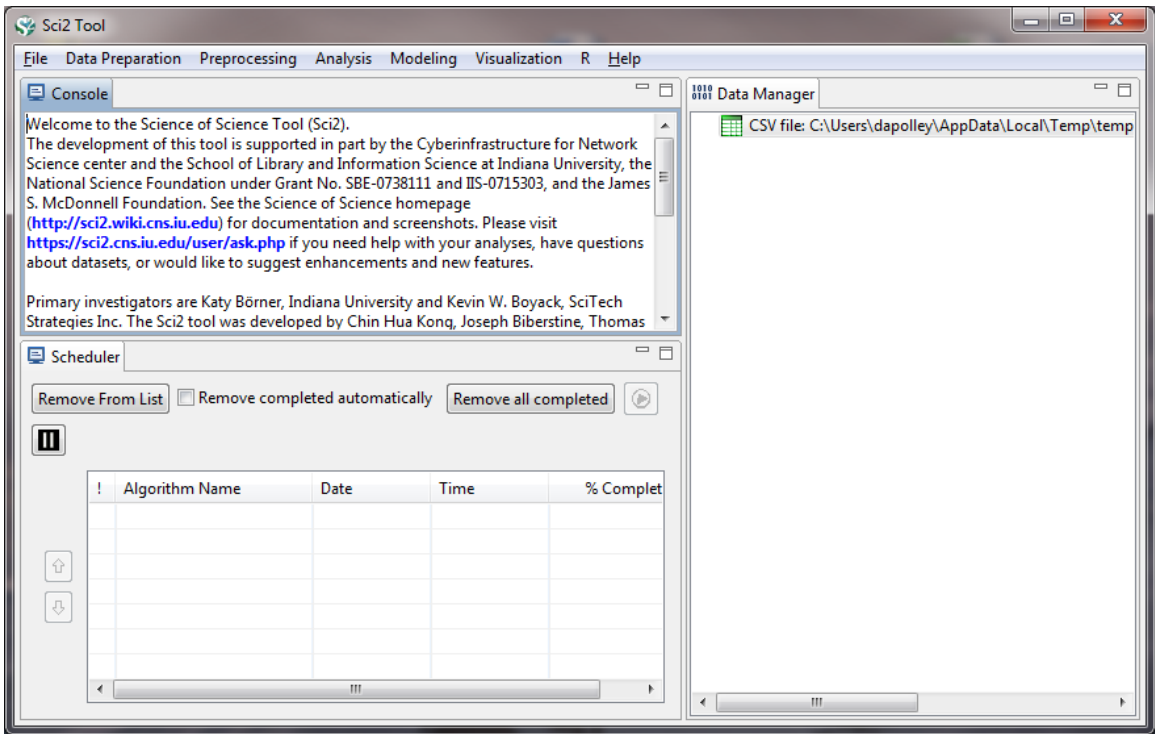 Sci2 Tool
File Data Preparation Preprocessing Analysis Modeling Visualization R Help
Console
Welcome to the Science of Science Tool (Sci2).
The development of this tool is supported in part by the Cyberinfrastructure for Network
Science center and the School of Library and Information Science at Indiana University, the
National Science Foundation under Grant No. SBE-0738111 and IIS-0715303, and the James
S. McDonnell Foundation. See the Science of Science homepage
(http://sci2.wiki.cns.iu.edu) for documentation and screenshots. Please visit
https://sci2.cns.iu.edu/user/ask.php if you need help with your analyses, have questions
about datasets, or would like to suggest enhancements and new features.
Primary investigators are Katy Börner, Indiana University and Kevin W. Boyack, SciTech
Strategies Inc. The Sci2 tool was developed by Chin Hua Kong, Joseph Biberstine, Thomas
Scheduler
Remove From List Remove completed automatically Remove all completed
! Algorithm Name Date Time % Complet
1010 0101 Data Manager
CSV file: C:\Users\dapolley\AppData\Local\Temp\temp